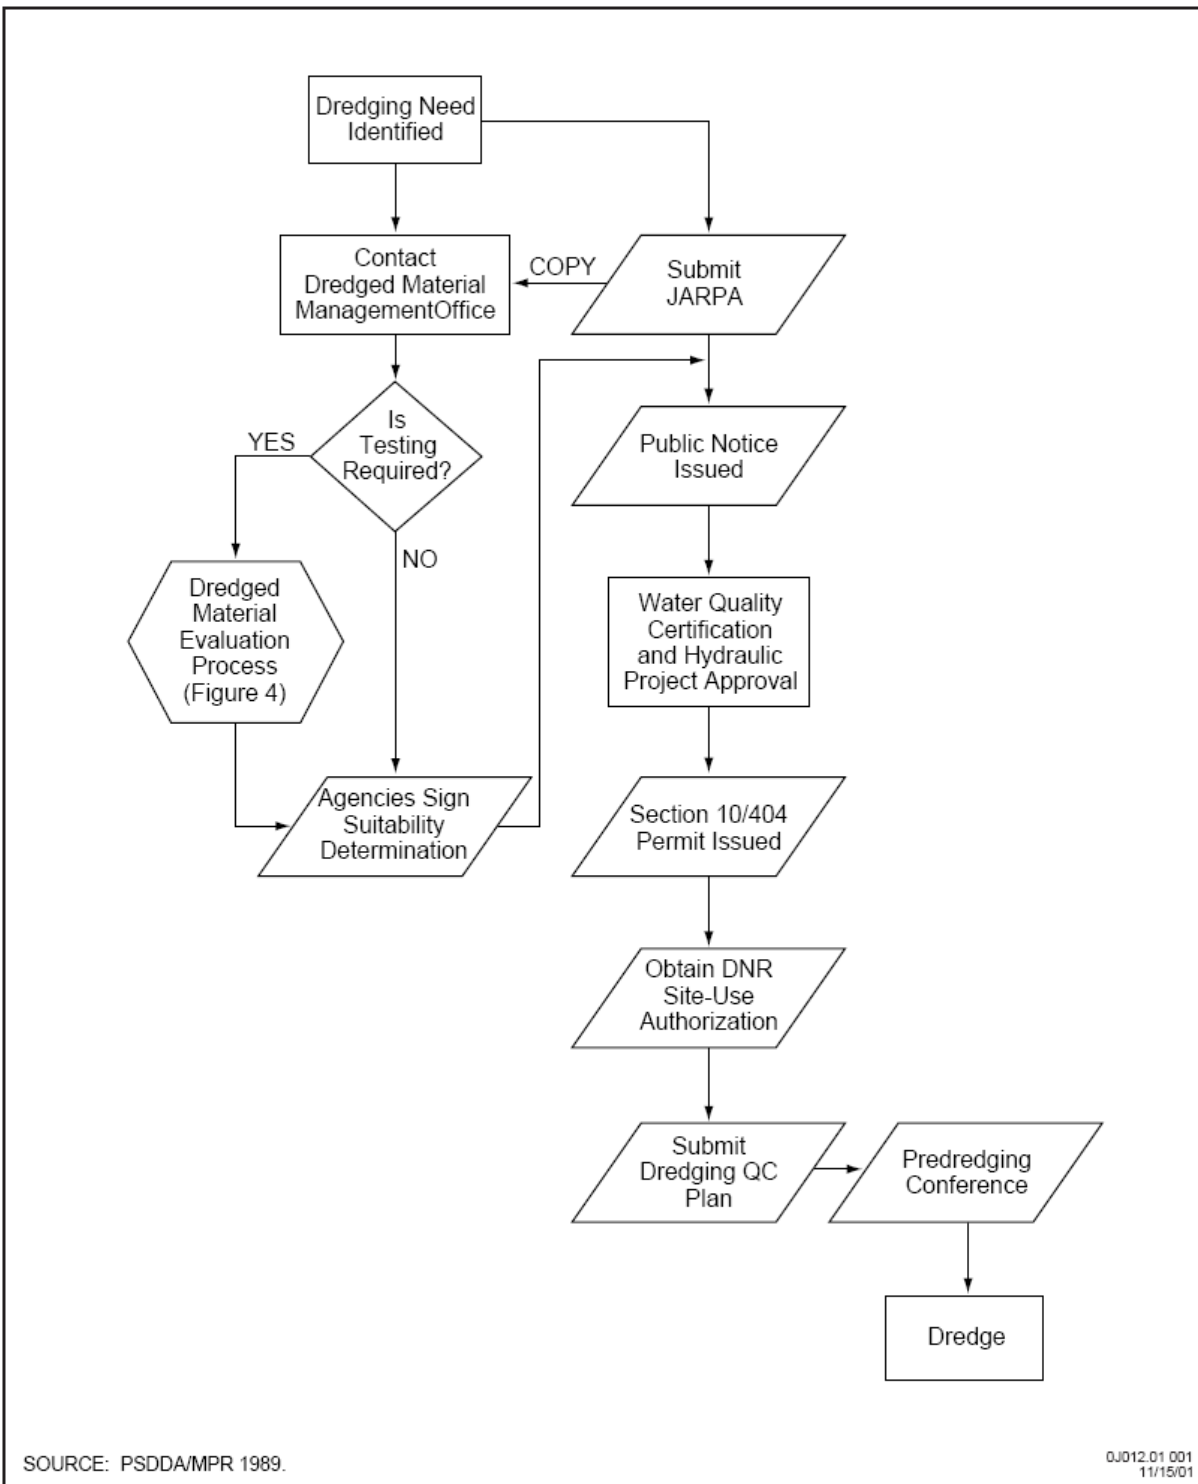 Dredging Need
Identified
Contact
Dredged Material
ManagementOffice
COPY
Submit
JARPA
Is
Testing
Required?
YES
NO
Public Notice
Issued
Dredged
Material
Evaluation
Process
(Figure 4)
Water Quality
Certification
and Hydraulic
Project Approval
Agencies Sign
Suitability
Determination
Section 10/404
Permit Issued
Obtain DNR
Site-Use
Authorization
Submit
Dredging QC
Plan
Predredging
Conference
Dredge
SOURCE: PSDDA/MPR 1989.
0J012.01 001
11/15/01